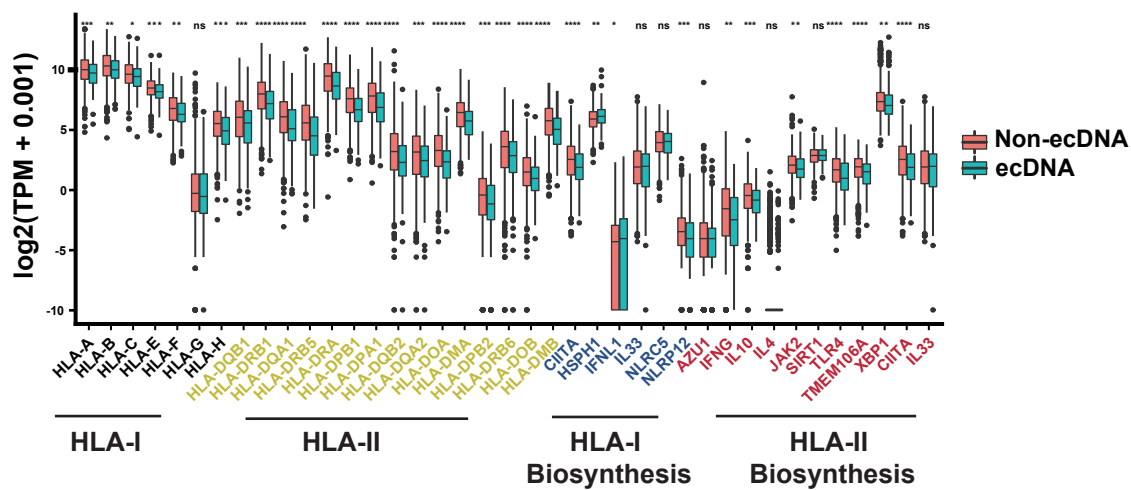 *** ** * *** ** ns *** *** **** **** **** **** **** **** **** *** **** **** *** **** **** **** **** ** * ns ns *** ns ** *** ns ** ns **** **** ** **** ns
log2(TPM + 0.001)
10
5
0
-5
-10
Non-ecDNA
ecDNA
HLA-A
HLA-B
HLA-C
HLA-E
HLA-F
HLA-G
HLA-H
HLA-DQB1
HLA-DRB1
HLA-DQA1
HLA-DRB5
HLA-DRA
HLA-DPB1
HLA-DPA1
HLA-DQB2
HLA-DQA2
HLA-DOA
HLA-DMA
HLA-DPB2
HLA-DRB6
HLA-DOB
HLA-DMB
CIITA
HSPH1
IFNL1
IL33
NLRC5
NLRP12
AZU1
IFNG
IL10
IL4
JAK2
SIRT1
TLR4
TMEM106A
XBP1
CIITA
IL33
HLA-I
HLA-II
HLA-I
Biosynthesis
HLA-II
Biosynthesis